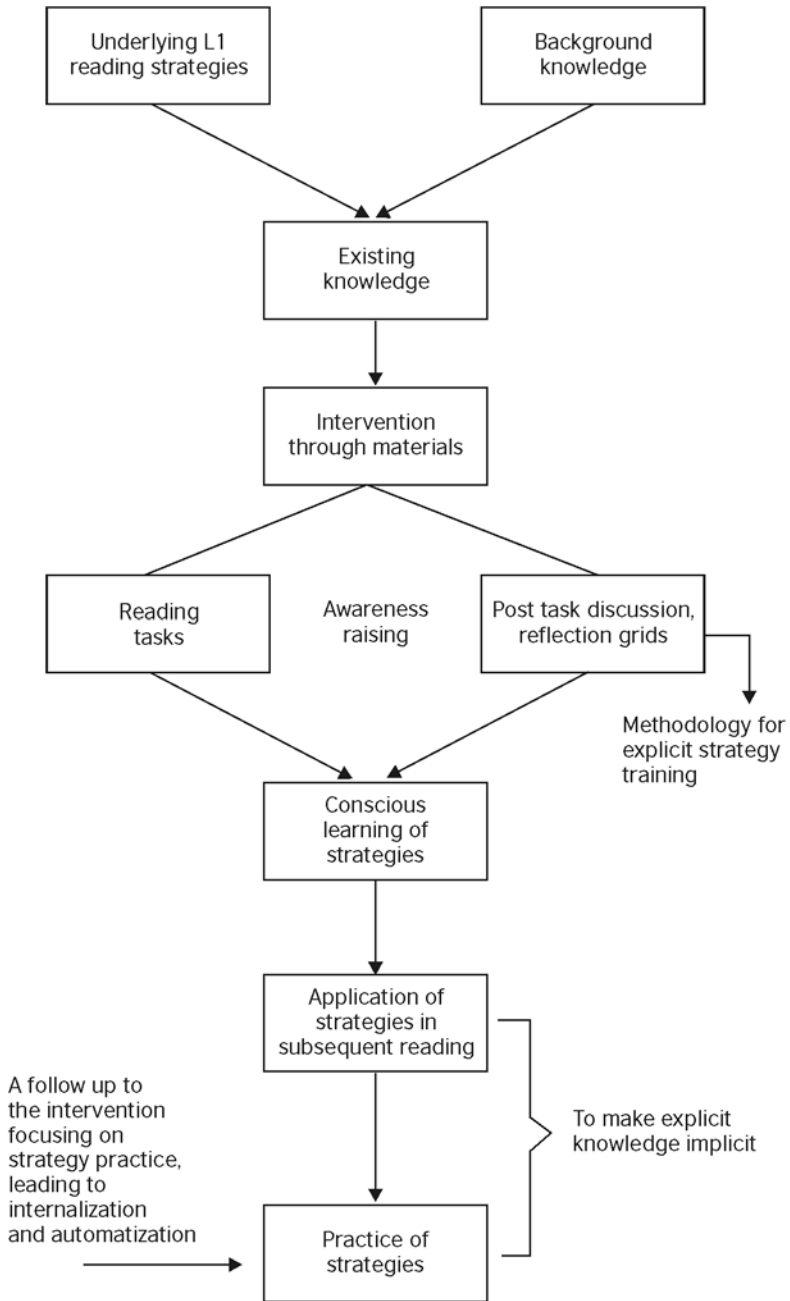 Underlying L1
reading strategies
Background
knowledge
Existing
knowledge
Intervention
through materials
Reading
tasks
Awareness
raising
Post task discussion,
reflection grids
Methodology for
explicit strategy
training
Conscious
learning of
strategies
Application of
strategies in
subsequent reading
A follow up to
the intervention
focusing on
strategy practice,
leading to
internalization
and automatization
To make explicit
knowledge implicit
Practice of
strategies